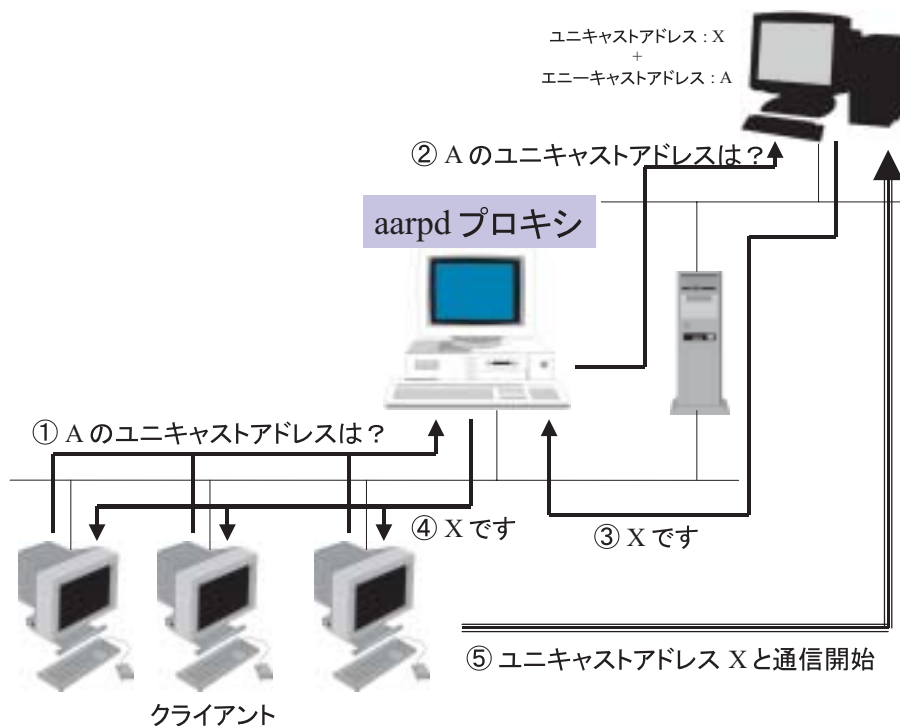 ユニキャストアドレス : X
+
エニーキャストアドレス : A
② A のユニキャストアドレスは？
aarpd プロキシ
① A のユニキャストアドレスは？
④ X です
③ X です
⑤ ユニキャストアドレス X と通信開始
クライアント